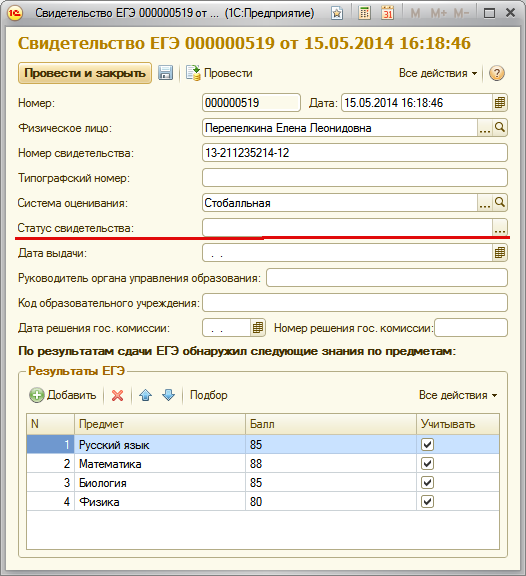 Свидетельство ЕГЭ 000000519 от ... (1С:Предприятие)
M M+ M-
Свидетельство ЕГЭ 000000519 от 15.05.2014 16:18:46
Провести и закрыть Провести Все действия
Номер: 000000519 Дата: 15.05.2014 16:18:46
Физическое лицо: Перепелкина Елена Леонидовна
Номер свидетельства: 13-211235214-12
Типографский номер:
Система оценивания: Стобалльная
Статус свидетельства:
Дата выдачи: . .
Руководитель органа управления образования:
Код образовательного учреждения:
Дата решения гос. комиссии: . . Номер решения гос. комиссии:
По результатам сдачи ЕГЭ обнаружил следующие знания по предметам:
Результаты ЕГЭ
Добавить Подбор Все действия
N Предмет Балл Учитывать
1 Русский язык 85
2 Математика 88
3 Биология 85
4 Физика 80